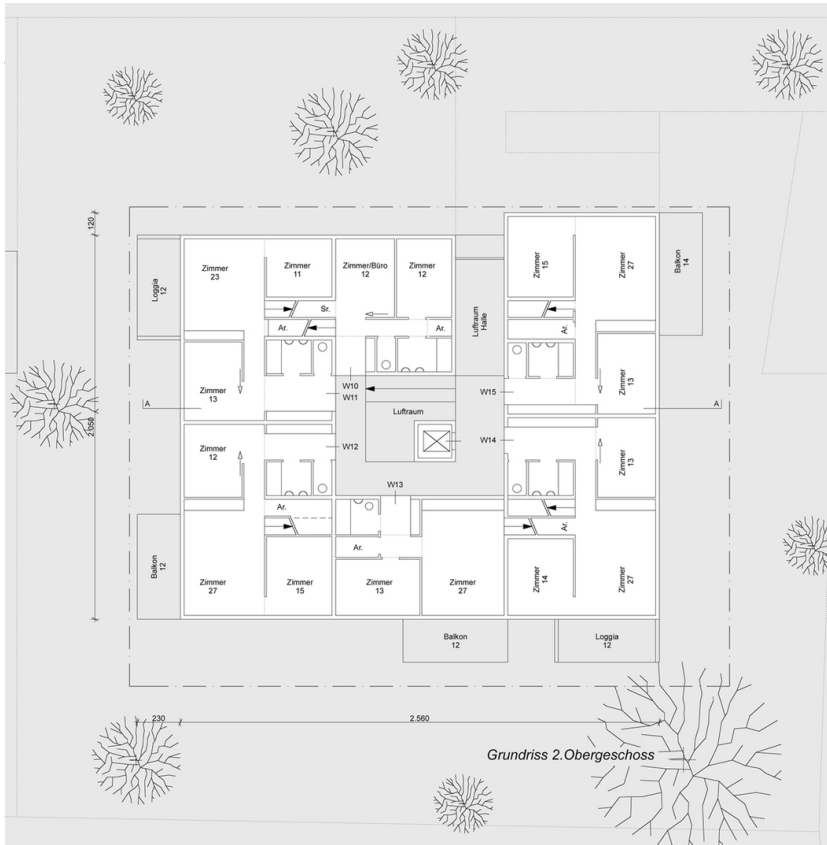 120
Zimmer
23
Zimmer
11
Zimmer/Büro
12
Zimmer
12
Zimmer
15
Zimmer
27
Balkon
14
Loggia
12
Sr.
Ar.
Ar.
Luftraum
Halle
Ar.
Zimmer
13
W10
W11
W15
Zimmer
13
A
A
Luftraum
2.050
Zimmer
12
W12
W14
Zimmer
13
W13
Ar.
Ar.
Ar.
Balkon
12
Zimmer
27
Zimmer
15
Zimmer
13
Zimmer
27
Zimmer
14
Zimmer
27
Balkon
12
Loggia
12
230
2.560
Grundriss 2.Obergeschoss